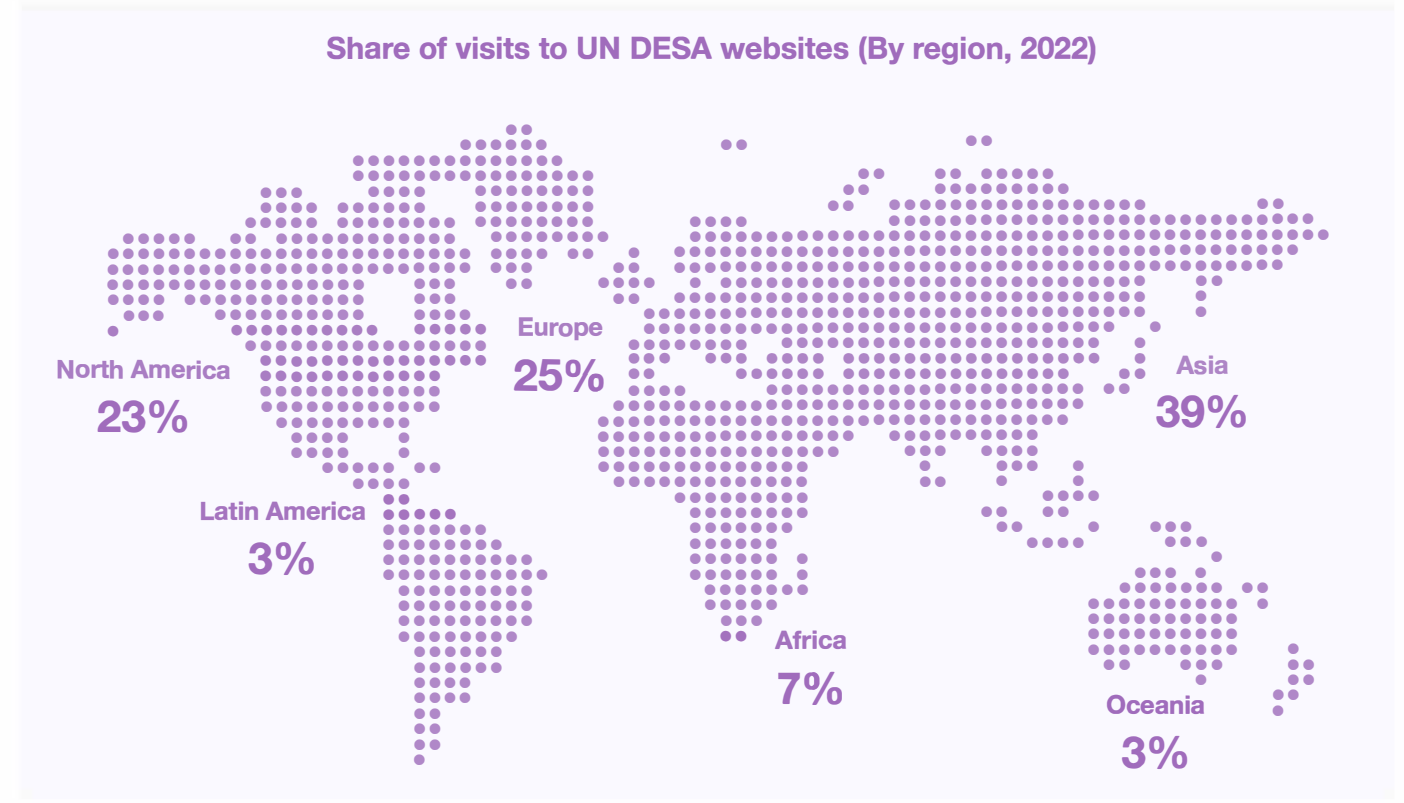 Share of visits to UN DESA websites (By region, 2022)
Europe
25%
North America
23%
Asia
39%
Latin America
3%
Africa
7%
Oceania
3%